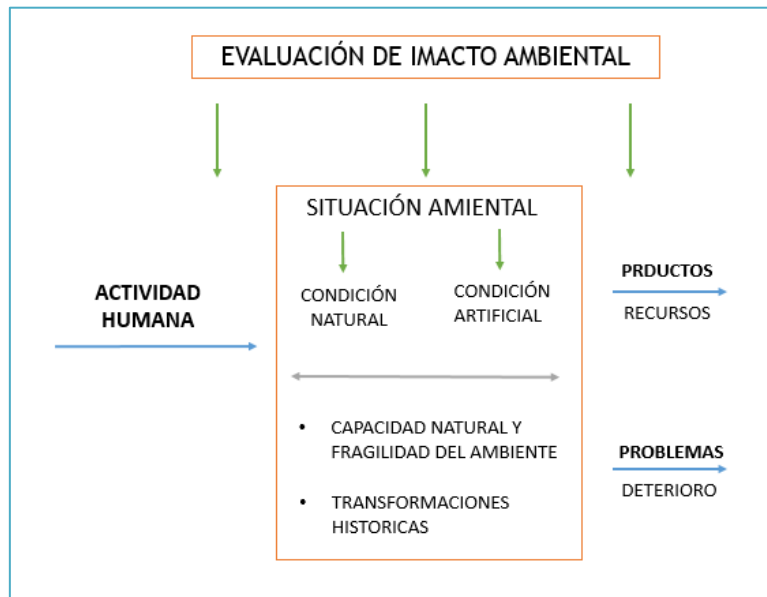 EVALUACIÓN DE IMACTO AMBIENTAL
SITUACIÓN AMIENTAL
CONDICIÓN
NATURAL
CONDICIÓN
ARTIFICIAL
ACTIVIDAD
HUMANA
PRDUCTOS
RECURSOS
• CAPACIDAD NATURAL Y
FRAGILIDAD DEL AMBIENTE
• TRANSFORMACIONES
HISTORICAS
PROBLEMAS
DETERIORO